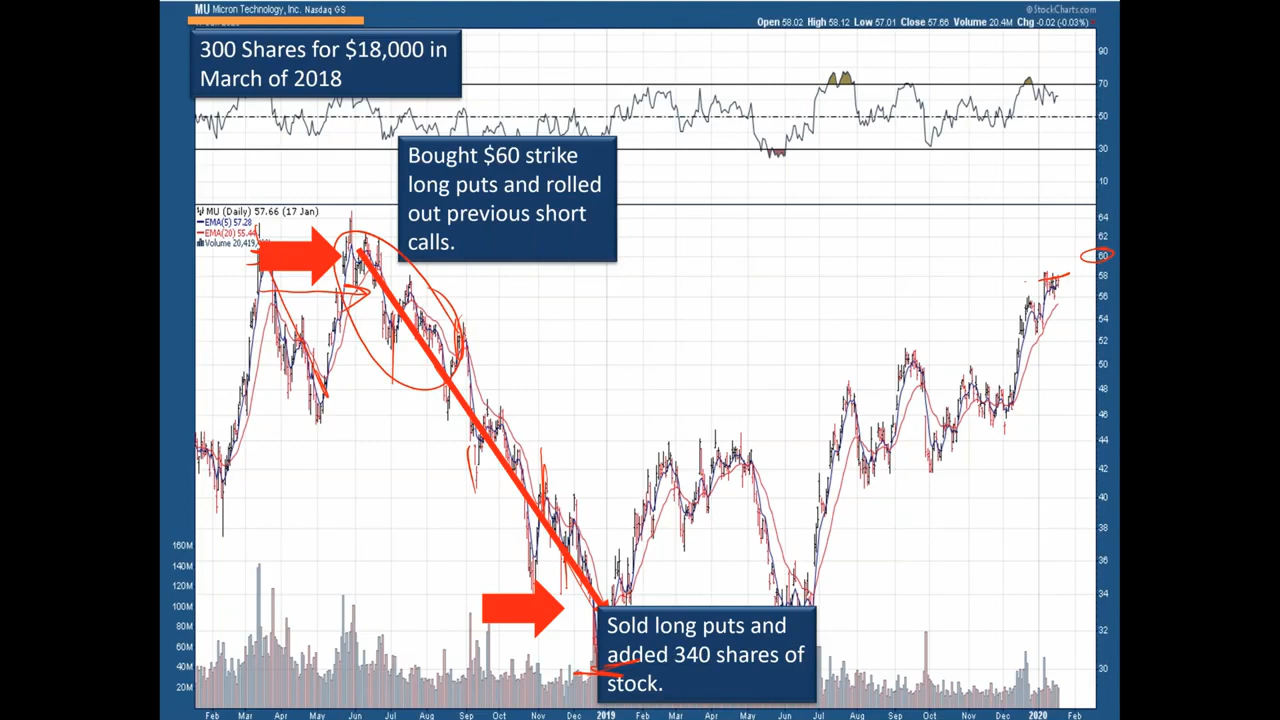 MU Micron Technology, Inc. Nasdaq GS
© StockCharts.com
Open 58.02 High 58.12 Low 57.01 Close 57.66 Volume 20.4M Chg -0.02 (-0.03%)
300 Shares for $18,000 in
March of 2018
90
70
50
30
10
Bought $60 strike
long puts and rolled
out previous short
calls.
MU (Daily) 57.66 (17 Jan)
EMA(5) 57.28
EMA(20) 55.44
Volume 20,419,
64
62
60
58
56
54
52
50
48
46
44
42
40
38
36
34
32
30
160M
140M
120M
100M
80M
60M
40M
20M
Sold long puts and
added 340 shares of
stock.
Feb Mar Apr May Jun Jul Aug Sep Oct Nov Dec 2019 Feb Mar Apr May Jun Jul Aug Sep Oct Nov Dec 2020 Feb